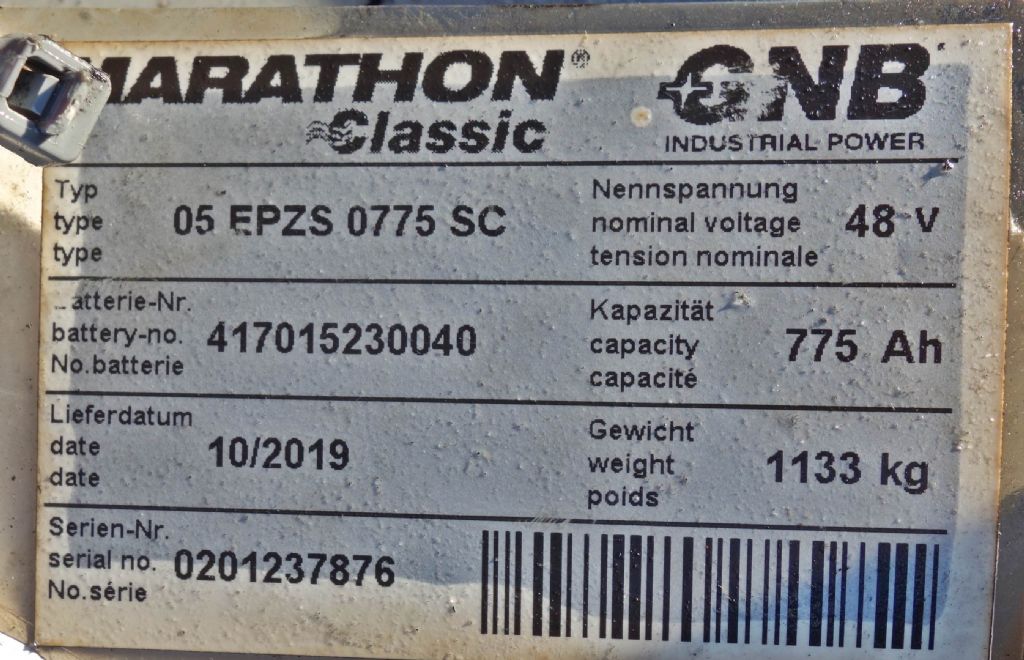 MARATHON®
Classic
GNB
INDUSTRIAL POWER
Typ
type
type
05 EPZS 0775 SC
Nennspannung
nominal voltage
tension nominale
48 V
Batterie-Nr.
battery-no.
No.batterie
417015230040
Kapazität
capacity
capacité
775 Ah
Lieferdatum
date
date
10/2019
Gewicht
weight
poids
1133 kg
Serien-Nr.
serial no.
No.série
0201237876